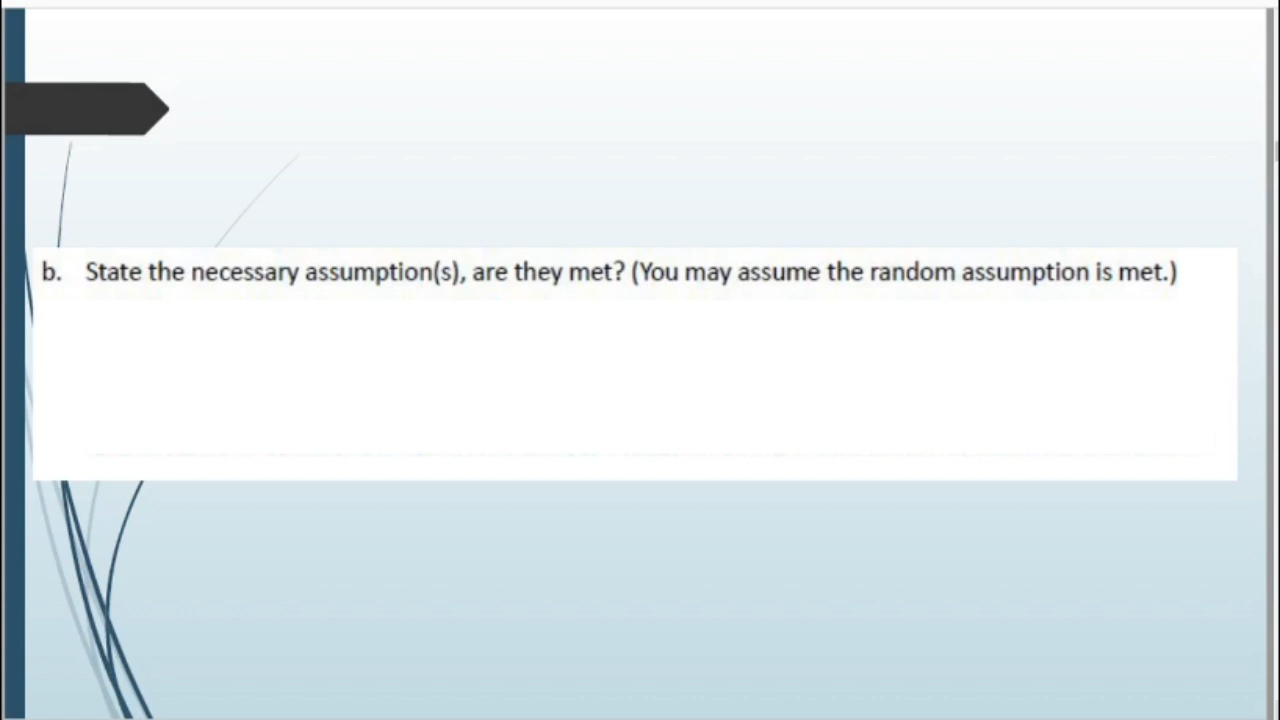 b. State the necessary assumption(s), are they met? (You may assume the random assumption is met.)